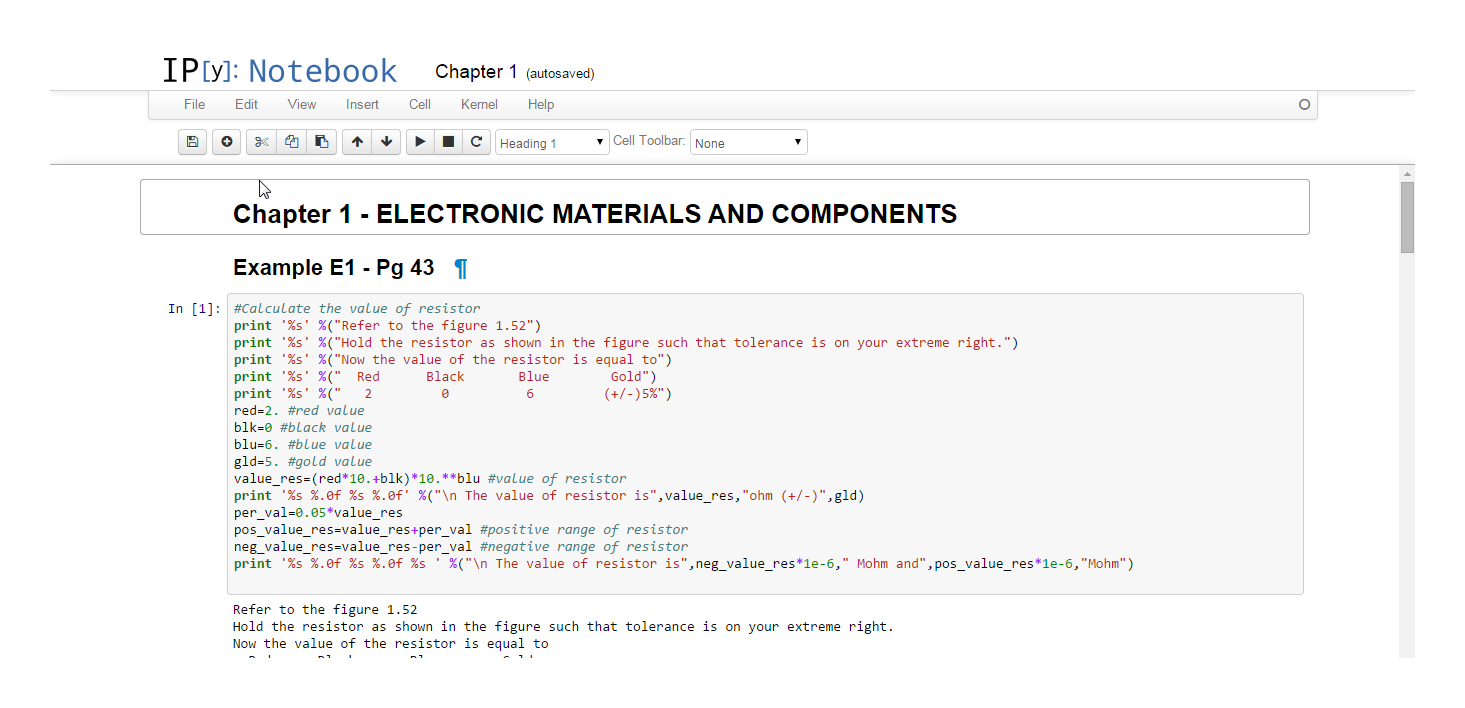 IP[y]: Notebook Chapter 1 (autosaved)
File Edit View Insert Cell Kernel Help
Heading 1 Cell Toolbar: None
Chapter 1 - ELECTRONIC MATERIALS AND COMPONENTS
Example E1 - Pg 43 ¶
In [1]: #Calculate the value of resistor
print '%s' %("Refer to the figure 1.52")
print '%s' %("Hold the resistor as shown in the figure such that tolerance is on your extreme right.")
print '%s' %("Now the value of the resistor is equal to")
print '%s' %("  Red      Black       Blue        Gold")
print '%s' %("   2         0          6         (+/-)5%")
red=2. #red value
blk=0 #black value
blu=6. #blue value
gld=5. #gold value
value_res=(red*10.+blk)*10.**blu #value of resistor
print '%s %.0f %s %.0f' %("\n The value of resistor is",value_res,"ohm (+/-)",gld)
per_val=0.05*value_res
pos_value_res=value_res+per_val #positive range of resistor
neg_value_res=value_res-per_val #negative range of resistor
print '%s %.0f %s %.0f %s ' %("\n The value of resistor is",neg_value_res*1e-6," Mohm and",pos_value_res*1e-6,"Mohm")
Refer to the figure 1.52
Hold the resistor as shown in the figure such that tolerance is on your extreme right.
Now the value of the resistor is equal to